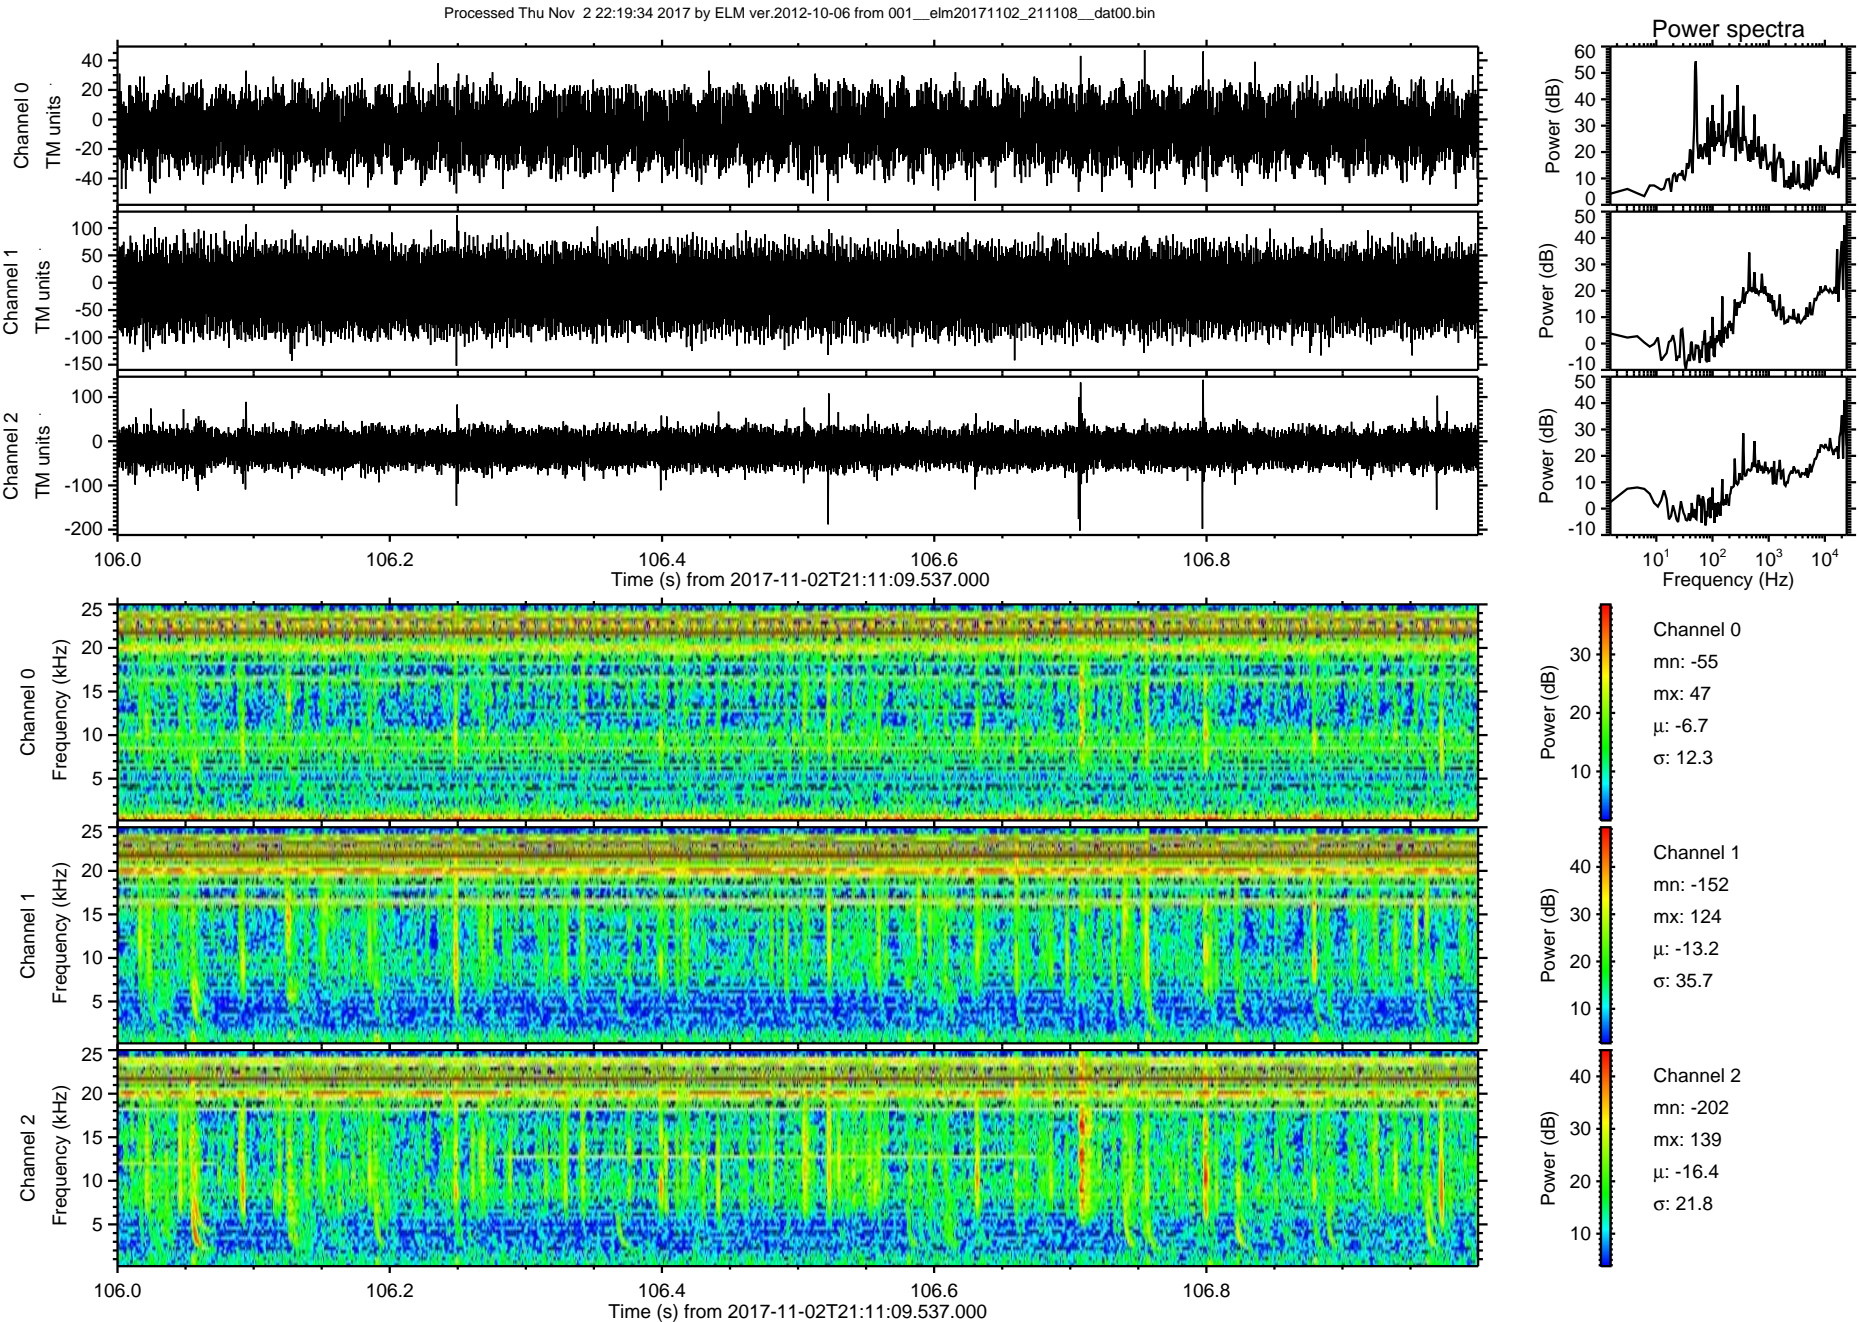 Processed Thu Nov  2 22:19:34 2017 by ELM ver.2012-10-06 from 001__elm20171102_211108__dat00.bin
Power spectra
Channel 0
TM units
40
20
0
-20
-40
Power (dB)
60
50
40
30
20
10
0
Channel 1
TM units
100
50
0
-50
-100
-150
Power (dB)
50
40
30
20
10
0
-10
Channel 2
TM units
100
0
-100
-200
Power (dB)
50
40
30
20
10
0
-10
106.0 106.2 106.4 106.6 106.8
Time (s) from 2017-11-02T21:11:09.537.000
10^1 10^2 10^3 10^4
Frequency (Hz)
Channel 0
Frequency (kHz)
25
20
15
10
5
Power (dB)
30
20
10
Channel 0
mn: -55
mx: 47
µ: -6.7
σ: 12.3
Channel 1
Frequency (kHz)
25
20
15
10
5
Power (dB)
40
30
20
10
Channel 1
mn: -152
mx: 124
µ: -13.2
σ: 35.7
Channel 2
Frequency (kHz)
25
20
15
10
5
Power (dB)
40
30
20
10
Channel 2
mn: -202
mx: 139
µ: -16.4
σ: 21.8
106.0 106.2 106.4 106.6 106.8
Time (s) from 2017-11-02T21:11:09.537.000